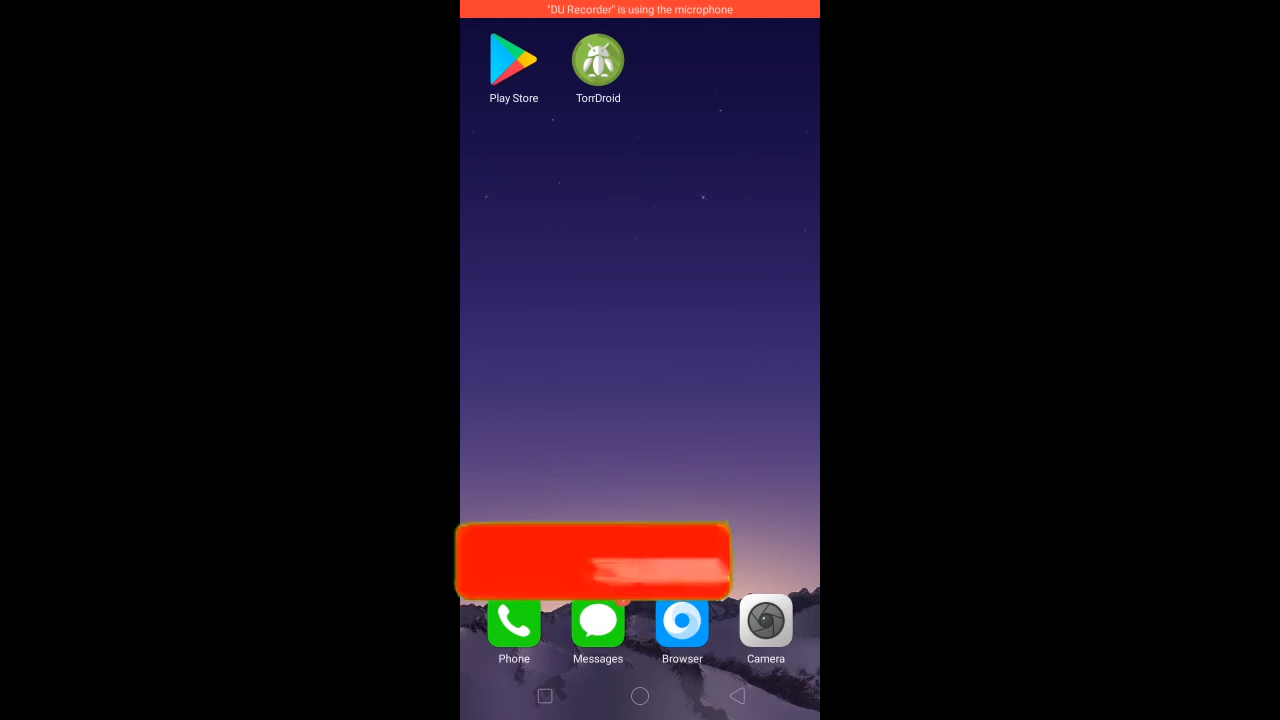 "DU Recorder" is using the microphone
Play Store
TorrDroid
Phone
Messages
Browser
Camera